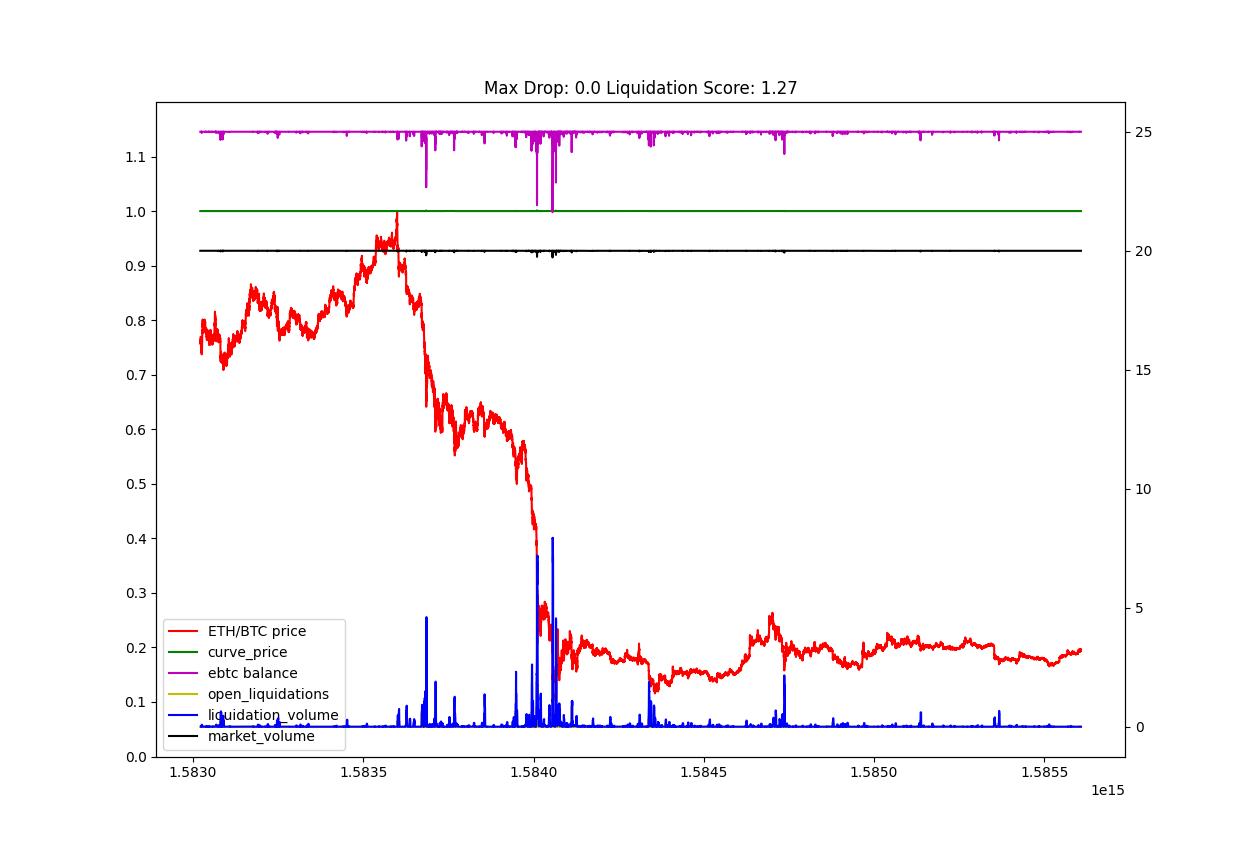 Max Drop: 0.0 Liquidation Score: 1.27
1.1
1.0
0.9
0.8
0.7
0.6
0.5
0.4
0.3
0.2
0.1
0.0
25
20
15
10
5
0
ETH/BTC price
curve_price
ebtc balance
open_liquidations
liquidation_volume
market_volume
1.5830 1.5835 1.5840 1.5845 1.5850 1.5855
1e15